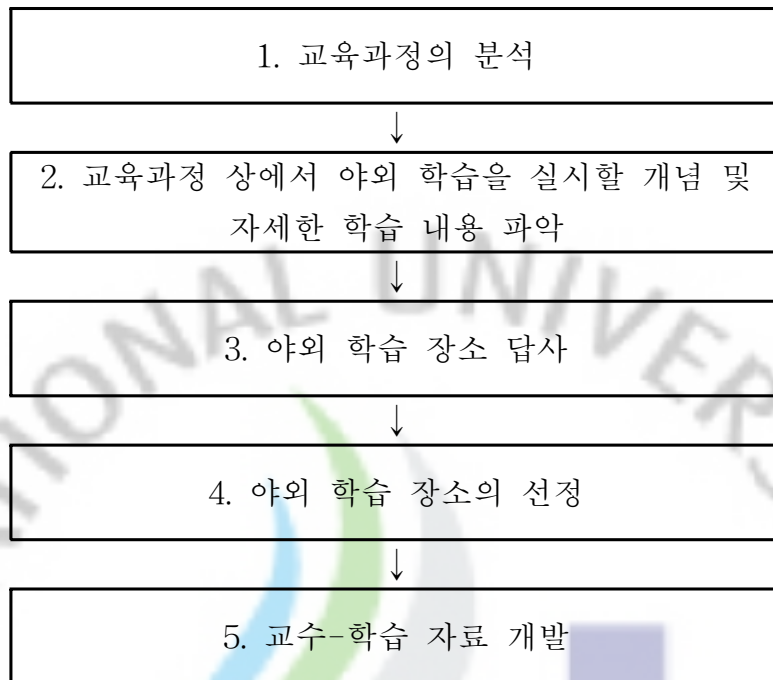 1. 교육과정의 분석
↓
2. 교육과정 상에서 야외 학습을 실시할 개념 및
자세한 학습 내용 파악
↓
3. 야외 학습 장소 답사
↓
4. 야외 학습 장소의 선정
↓
5. 교수-학습 자료 개발